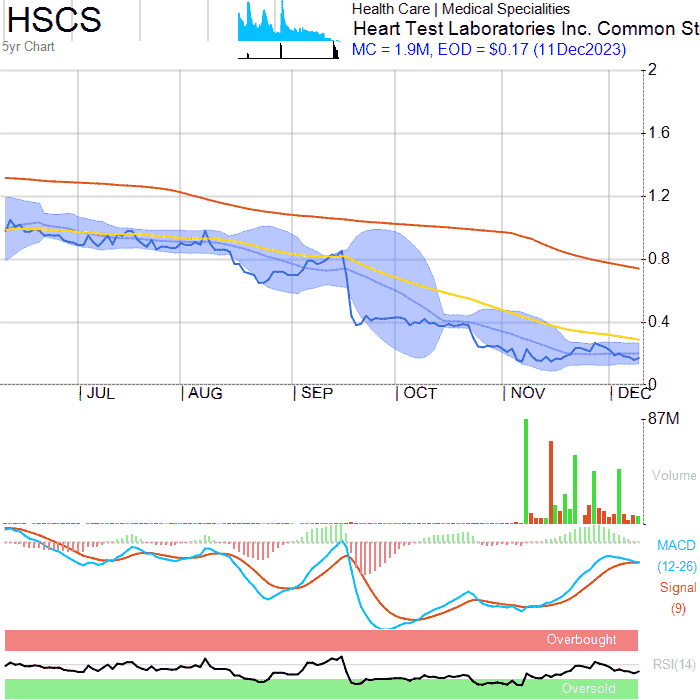 HSCS
5yr Chart
Health Care | Medical Specialities
Heart Test Laboratories Inc. Common St
MC = 1.9M, EOD = $0.17 (11Dec2023)
2
1.6
1.2
0.8
0.4
0
JUL AUG SEP OCT NOV DEC
87M
Volume
MACD
(12-26)
Signal
(9)
Overbought
RSI(14)
Oversold